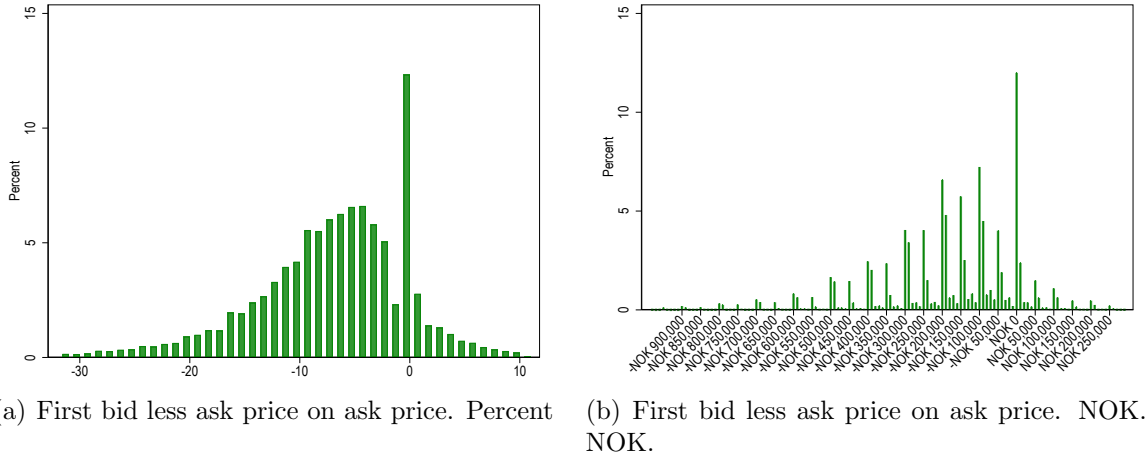 15
10
5
0
Percent
-30 -20 -10 0 10
a) First bid less ask price on ask price. Percent
15
10
5
0
Percent
-NOK 900.000
-NOK 850.000
-NOK 800.000
-NOK 750.000
-NOK 700.000
-NOK 650.000
-NOK 600.000
-NOK 550.000
-NOK 500.000
-NOK 450.000
-NOK 400.000
-NOK 350.000
-NOK 300.000
-NOK 250.000
-NOK 200.000
-NOK 150.000
-NOK 100.000
-NOK 50.000
NOK 0
NOK 50.000
NOK 100.000
NOK 150.000
NOK 200.000
NOK 250.000
(b) First bid less ask price on ask price. NOK.
NOK.